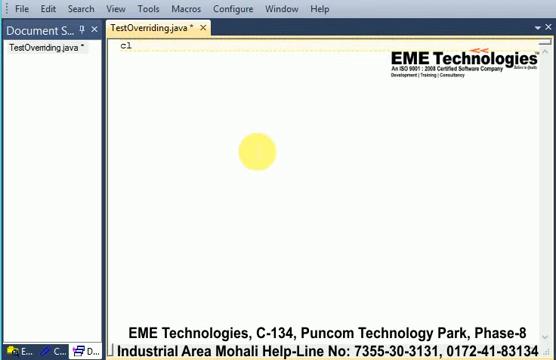 File Edit Search View Tools Macros Configure Window Help
Document S...
TestOverriding.java *
TestOverriding.java *
cl
EME Technologies
An ISO 9001 : 2008 Certified Software Company
Development | Training | Consultancy
E... C... D...
EME Technologies, C-134, Puncom Technology Park, Phase-8
Industrial Area Mohali Help-Line No: 7355-30-3131, 0172-41-83134